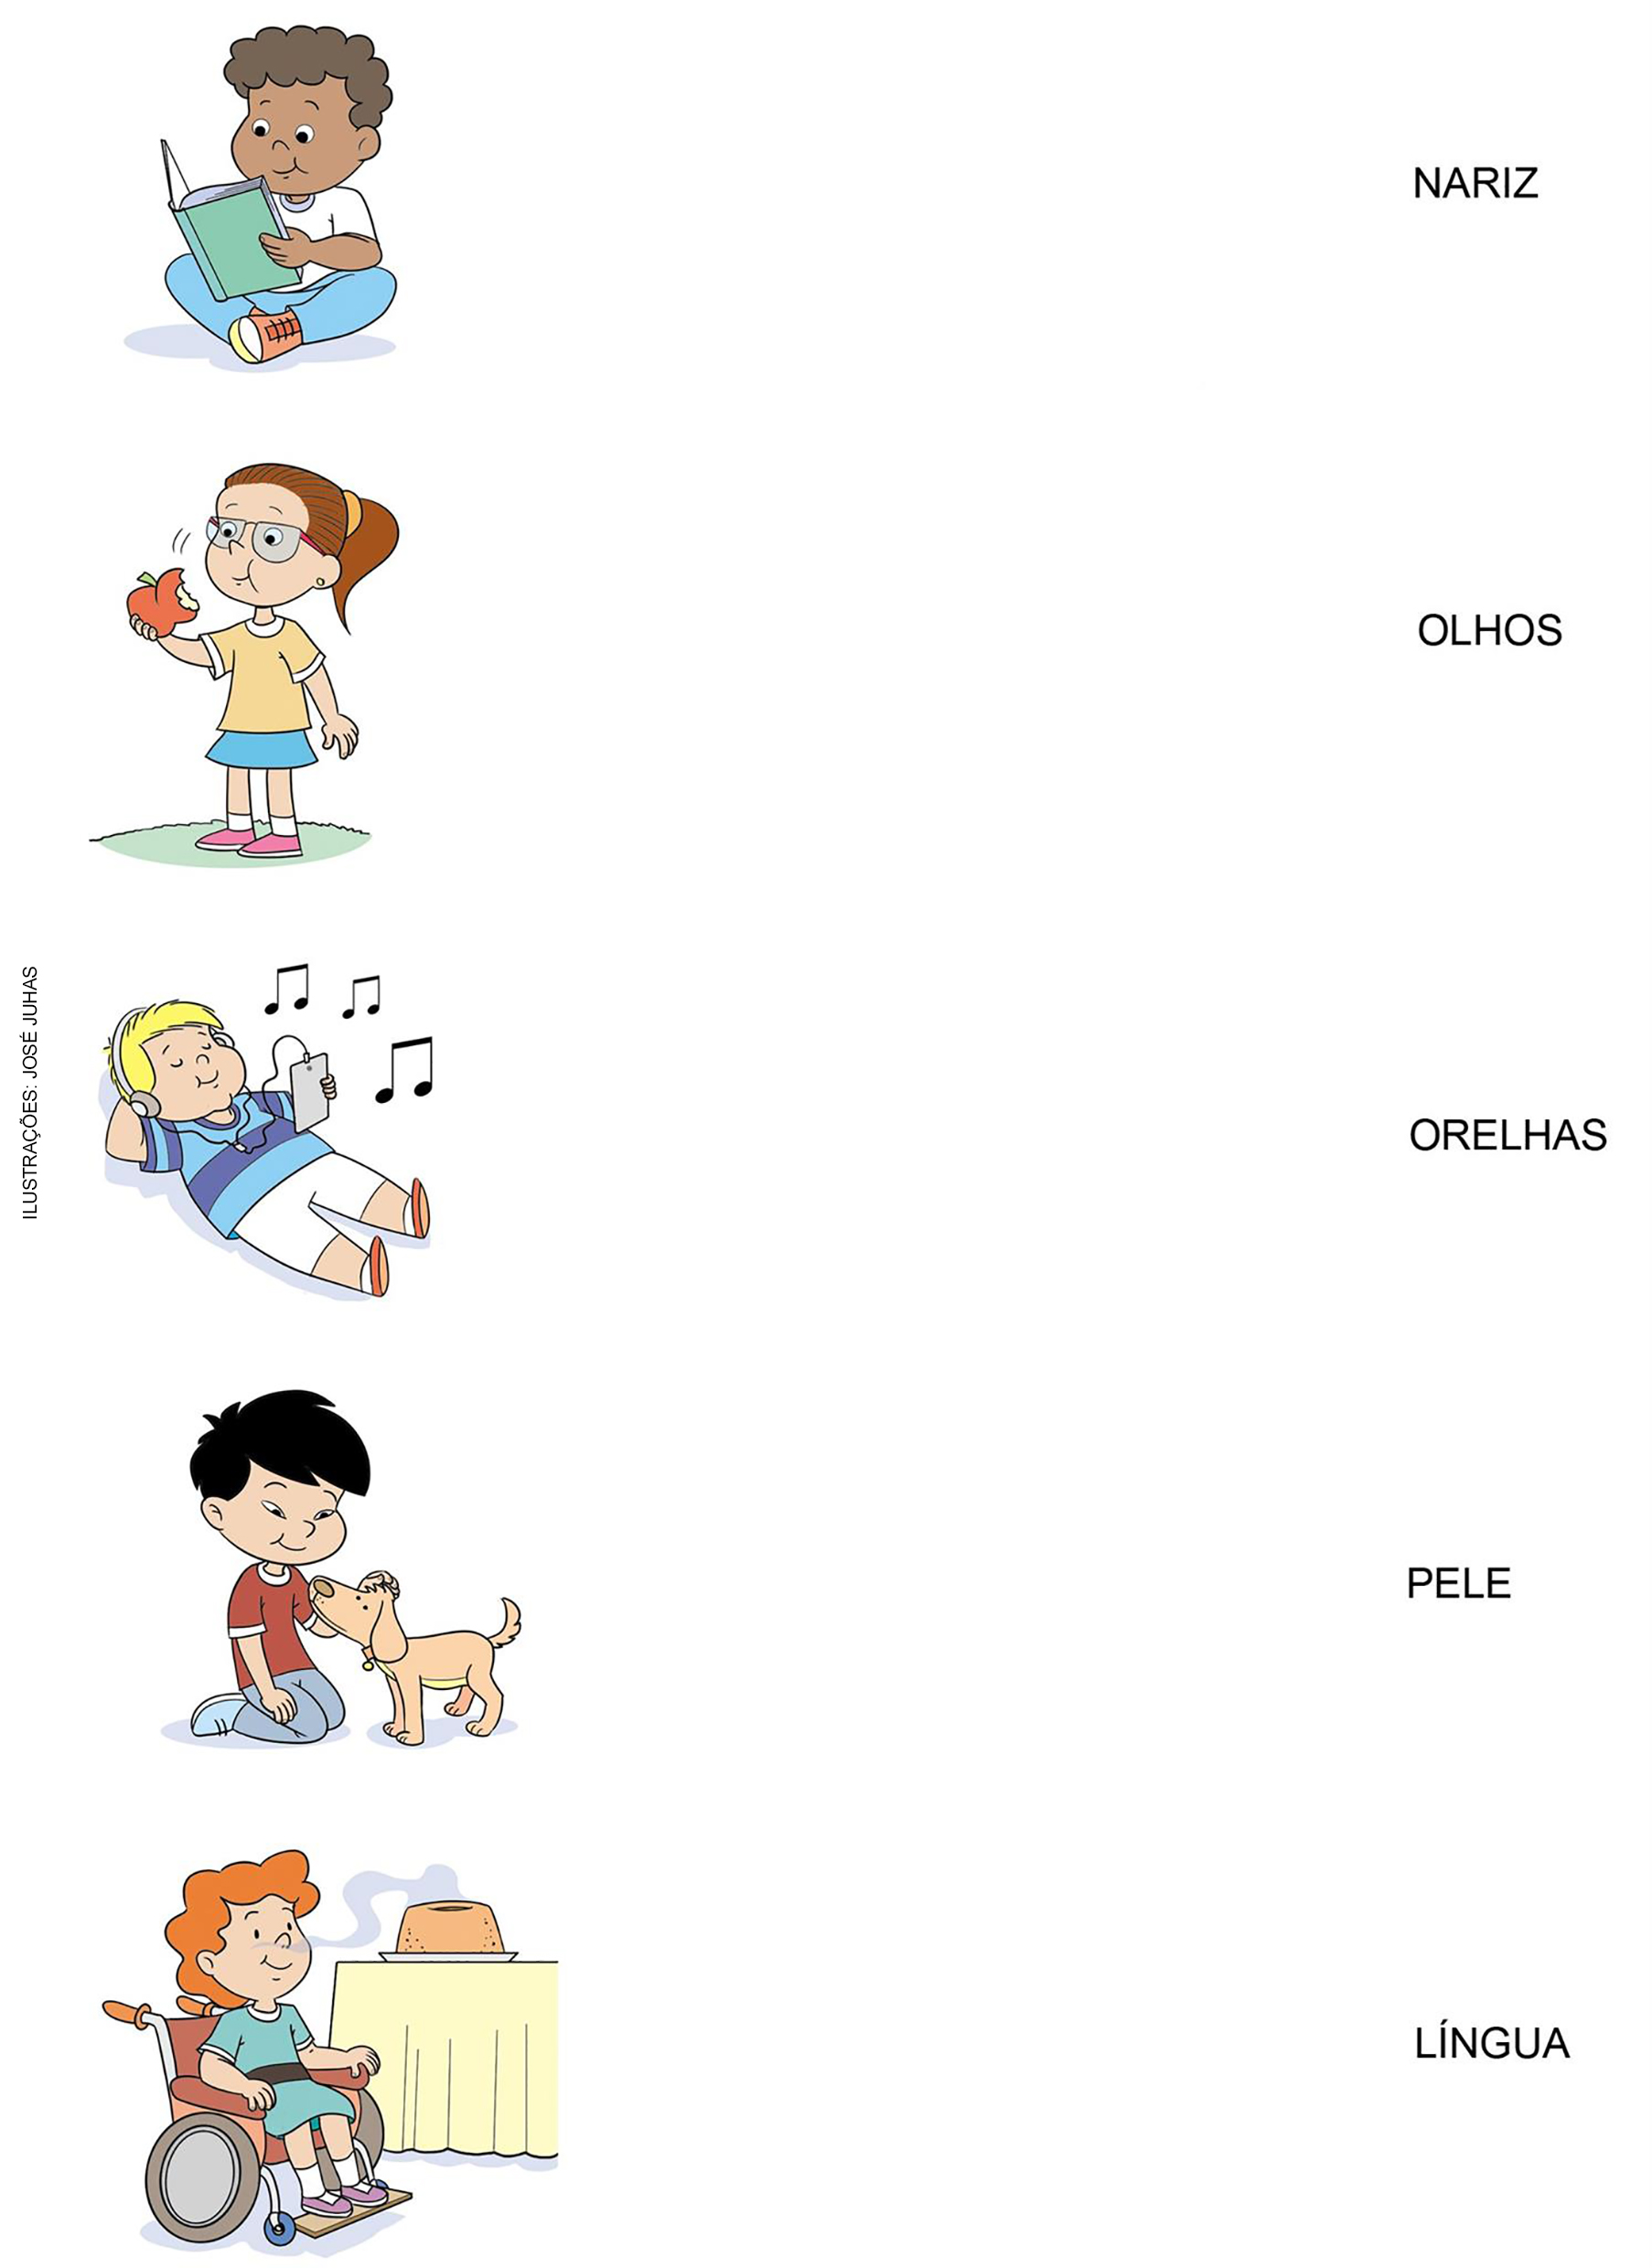 NARIZ
OLHOS
ILUSTRAÇÕES: JOSÉ JUHAS
ORELHAS
PELE
LÍNGUA